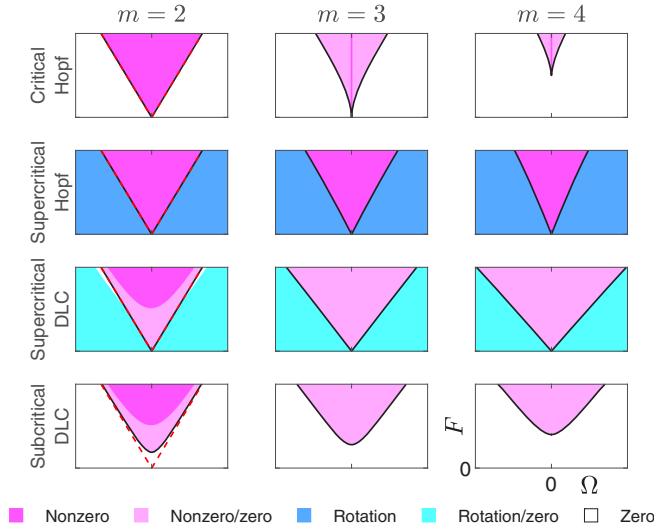 m = 2 m = 3 m = 4
Critical
Hopf
Supercritical
Hopf
Supercritical
DLC
Subcritical
DLC
F
0
0 Ω
Nonzero Nonzero/zero Rotation Rotation/zero Zero